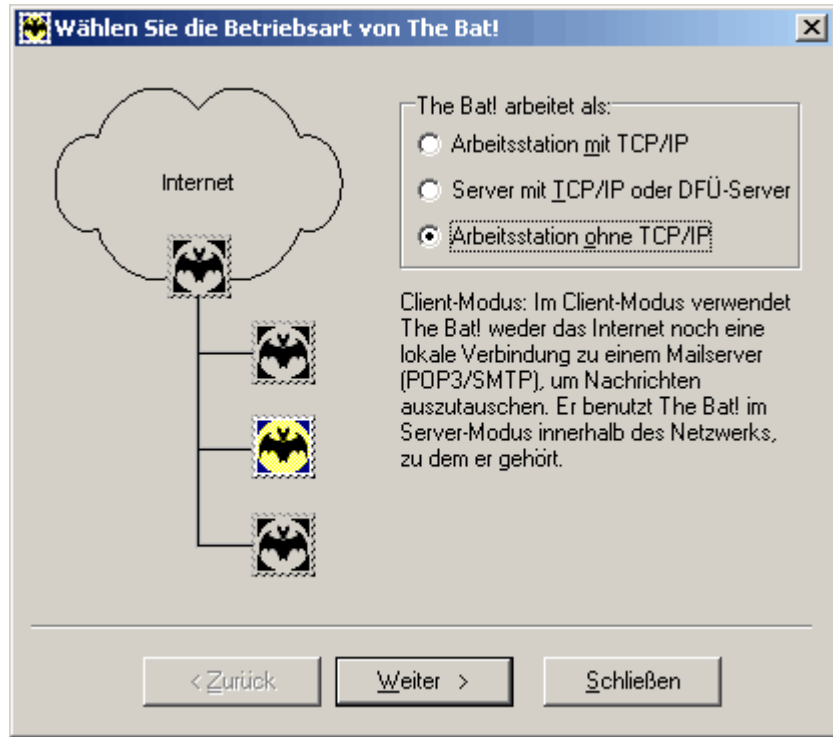 Wählen Sie die Betriebsart von The Bat!
Internet
The Bat! arbeitet als:
Arbeitsstation mit TCP/IP
Server mit TCP/IP oder DFÜ-Server
Arbeitsstation ohne TCP/IP
Client-Modus: Im Client-Modus verwendet
The Bat! weder das Internet noch eine
lokale Verbindung zu einem Mailserver
(POP3/SMTP), um Nachrichten
auszutauschen. Er benutzt The Bat! im
Server-Modus innerhalb des Netzwerks,
zu dem er gehört.
< Zurück
Weiter >
Schließen